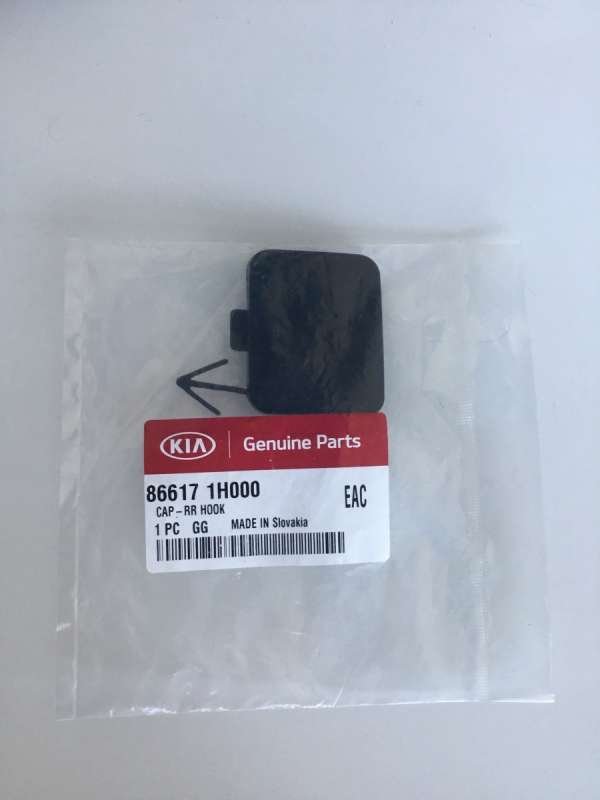 KIA Genuine Parts
86617 1H000 EAC
CAP-RR HOOK
1 PC GG MADE IN Slovakia